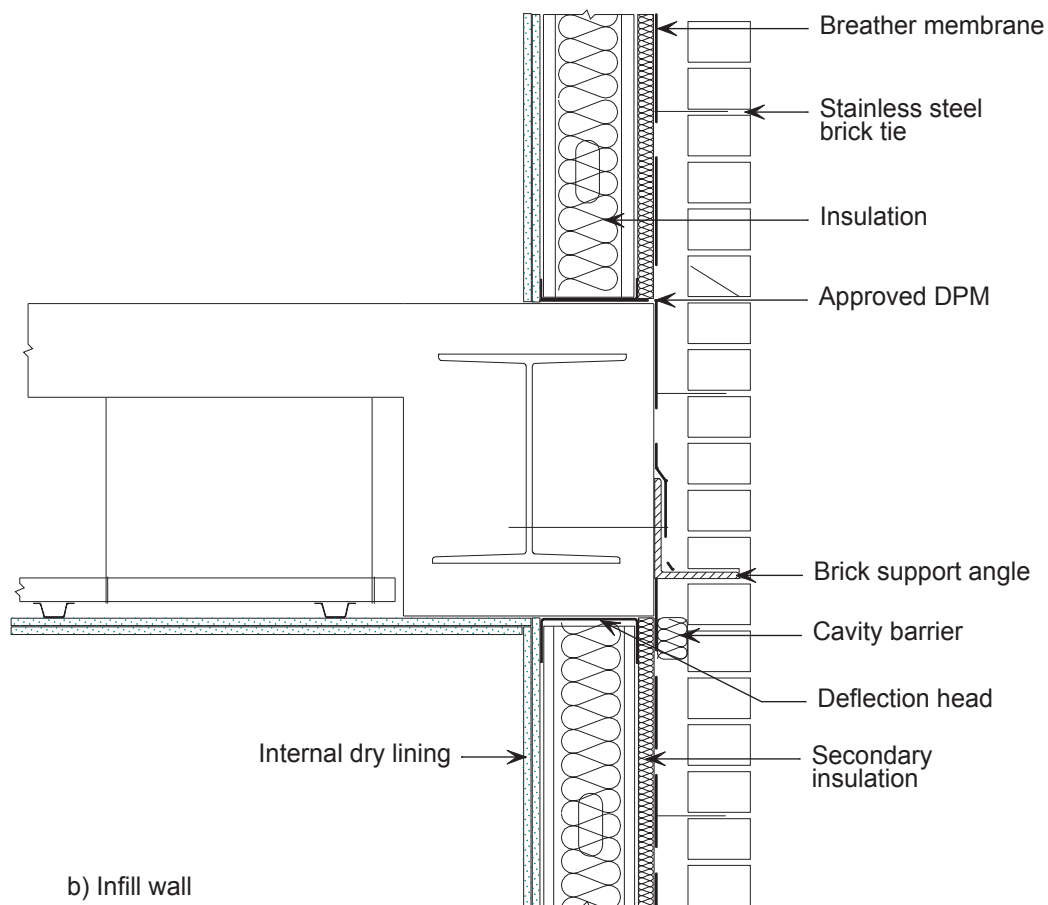 Breather membrane
Stainless steel
brick tie
Insulation
Approved DPM
Brick support angle
Cavity barrier
Deflection head
Internal dry lining
Secondary
insulation
b) Infill wall